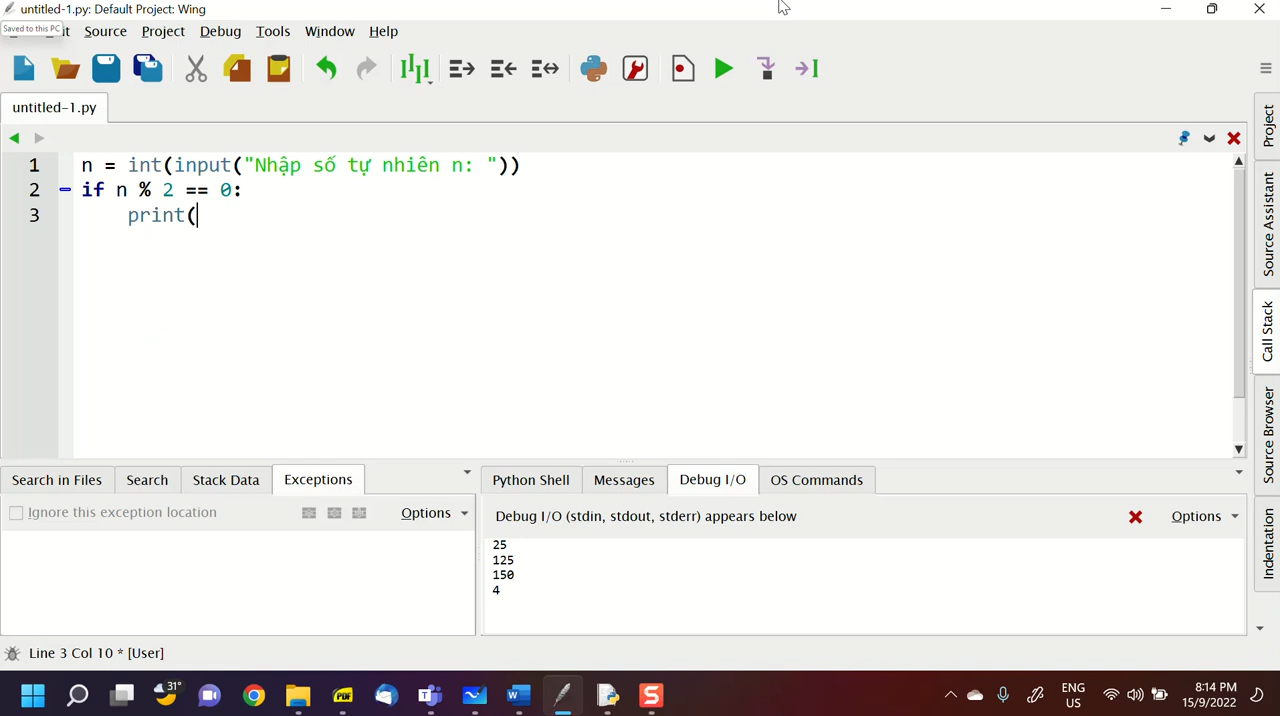 untitled-1.py: Default Project: Wing
Saved to this PC
Source Project Debug Tools Window Help
untitled-1.py
1 n = int(input("Nhập số tự nhiên n: "))
2 if n % 2 == 0:
3 print(
Project
Source Assistant
Call Stack
Source Browser
Indentation
Search in Files Search Stack Data Exceptions
Ignore this exception location Options
Python Shell Messages Debug I/O OS Commands
Debug I/O (stdin, stdout, stderr) appears below Options
25
125
150
4
Line 3 Col 10 * [User]
31°
PDF
ENG
US
8:14 PM
15/9/2022